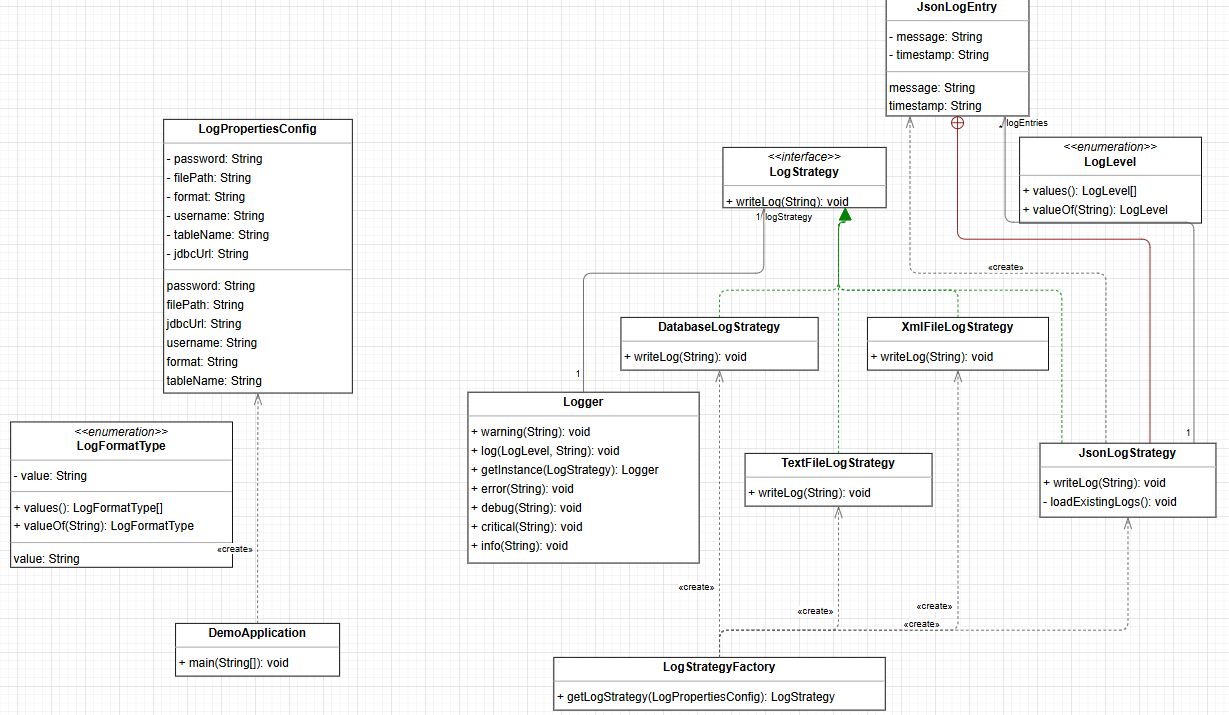 JsonLogEntry
- message: String
- timestamp: String
message: String
timestamp: String
logEntries
LogPropertiesConfig
- password: String
- filePath: String
- format: String
- username: String
- tableName: String
- jdbcUrl: String
password: String
filePath: String
jdbcUrl: String
username: String
format: String
tableName: String
<<interface>>
LogStrategy
+ writeLog(String): void
1
logStrategy
<<enumeration>>
LogLevel
+ values(): LogLevel[]
+ valueOf(String): LogLevel
«create»
DatabaseLogStrategy
+ writeLog(String): void
XmlFileLogStrategy
+ writeLog(String): void
1
Logger
+ warning(String): void
+ log(LogLevel, String): void
+ getInstance(LogStrategy): Logger
+ error(String): void
+ debug(String): void
+ critical(String): void
+ info(String): void
<<enumeration>>
LogFormatType
- value: String
+ values(): LogFormatType[]
+ valueOf(String): LogFormatType
value: String
«create»
TextFileLogStrategy
+ writeLog(String): void
1
JsonLogStrategy
+ writeLog(String): void
- loadExistingLogs(): void
«create»
«create»
«create»
«create»
DemoApplication
+ main(String[]): void
LogStrategyFactory
+ getLogStrategy(LogPropertiesConfig): LogStrategy